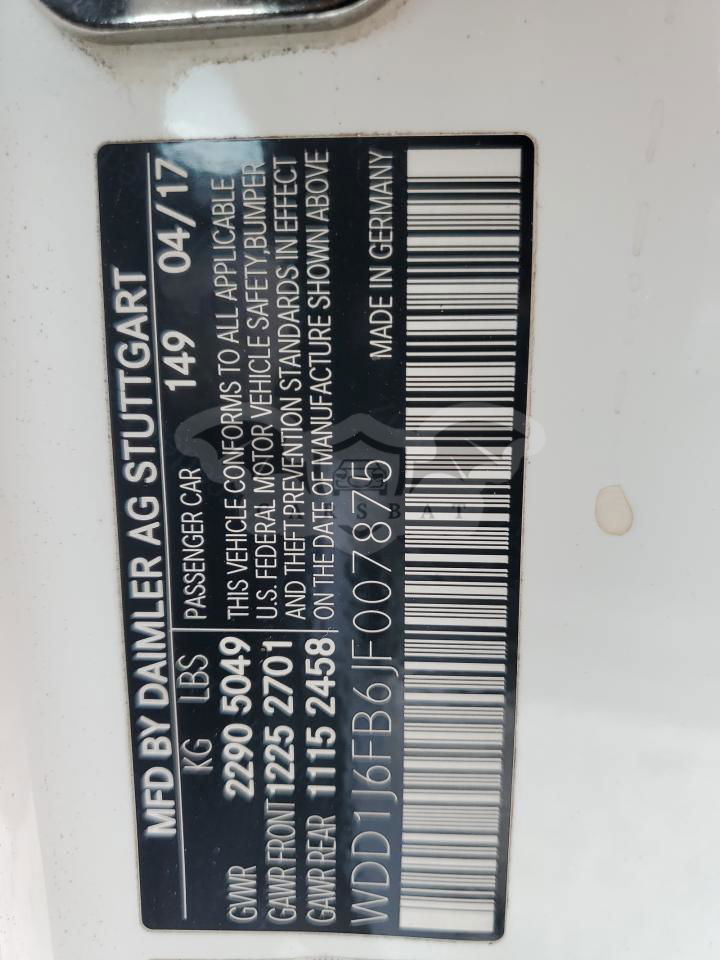 MFD BY DAIMLER AG STUTTGART
KG LBS PASSENGER CAR 149 04/17
GVWR 2290 5049 THIS VEHICLE CONFORMS TO ALL APPLICABLE
GAWR FRONT 1225 2701 U.S. FEDERAL MOTOR VEHICLE SAFETY,BUMPER
AND THEFT PREVENTION STANDARDS IN EFFECT
GAWR REAR 1115 2458 ON THE DATE OF MANUFACTURE SHOWN ABOVE
WDD1J6FB6JF007875 MADE IN GERMANY